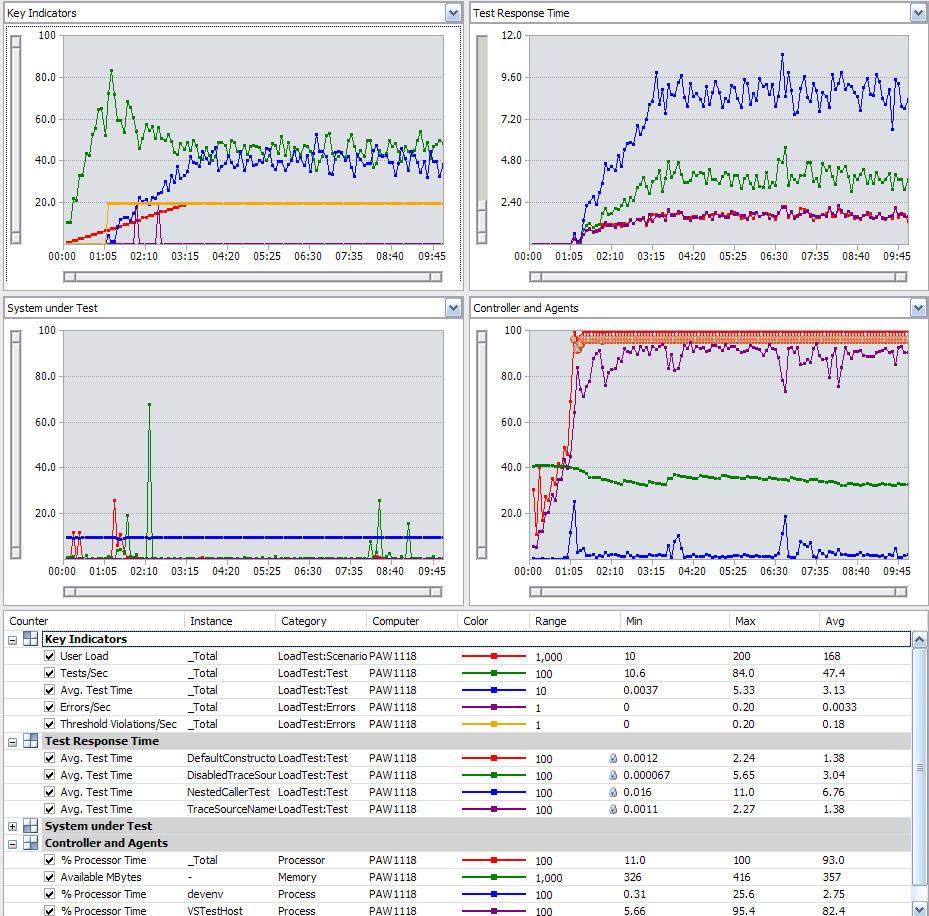 Key Indicators
100
80.0
60.0
40.0
20.0
00:00 01:05 02:10 03:15 04:20 05:25 06:30 07:35 08:40 09:45
Test Response Time
12.0
9.60
7.20
4.80
2.40
00:00 01:05 02:10 03:15 04:20 05:25 06:30 07:35 08:40 09:45
System under Test
100
80.0
60.0
40.0
20.0
00:00 01:05 02:10 03:15 04:20 05:25 06:30 07:35 08:40 09:45
Controller and Agents
100
80.0
60.0
40.0
20.0
00:00 01:05 02:10 03:15 04:20 05:25 06:30 07:35 08:40 09:45
Counter Instance Category Computer Color Range Min Max Avg
Key Indicators
User Load _Total LoadTest:Scenario PAW1118 1,000 10 200 168
Tests/Sec _Total LoadTest:Test PAW1118 100 10.6 84.0 47.4
Avg. Test Time _Total LoadTest:Test PAW1118 10 0.0037 5.33 3.13
Errors/Sec _Total LoadTest:Errors PAW1118 1 0 0.20 0.0033
Threshold Violations/Sec _Total LoadTest:Errors PAW1118 1 0 0.20 0.18
Test Response Time
Avg. Test Time DefaultConstructo LoadTest:Test PAW1118 100 0.0012 2.24 1.38
Avg. Test Time DisabledTraceSour LoadTest:Test PAW1118 100 0.000067 5.65 3.04
Avg. Test Time NestedCallerTest LoadTest:Test PAW1118 100 0.016 11.0 6.76
Avg. Test Time TraceSourceName LoadTest:Test PAW1118 100 0.0011 2.27 1.38
System under Test
Controller and Agents
% Processor Time _Total Processor PAW1118 100 11.0 100 93.0
Available MBytes - Memory PAW1118 1,000 326 416 357
% Processor Time devenv Process PAW1118 100 0.31 25.6 2.75
% Processor Time VSTestHost Process PAW1118 100 5.66 95.4 82.4